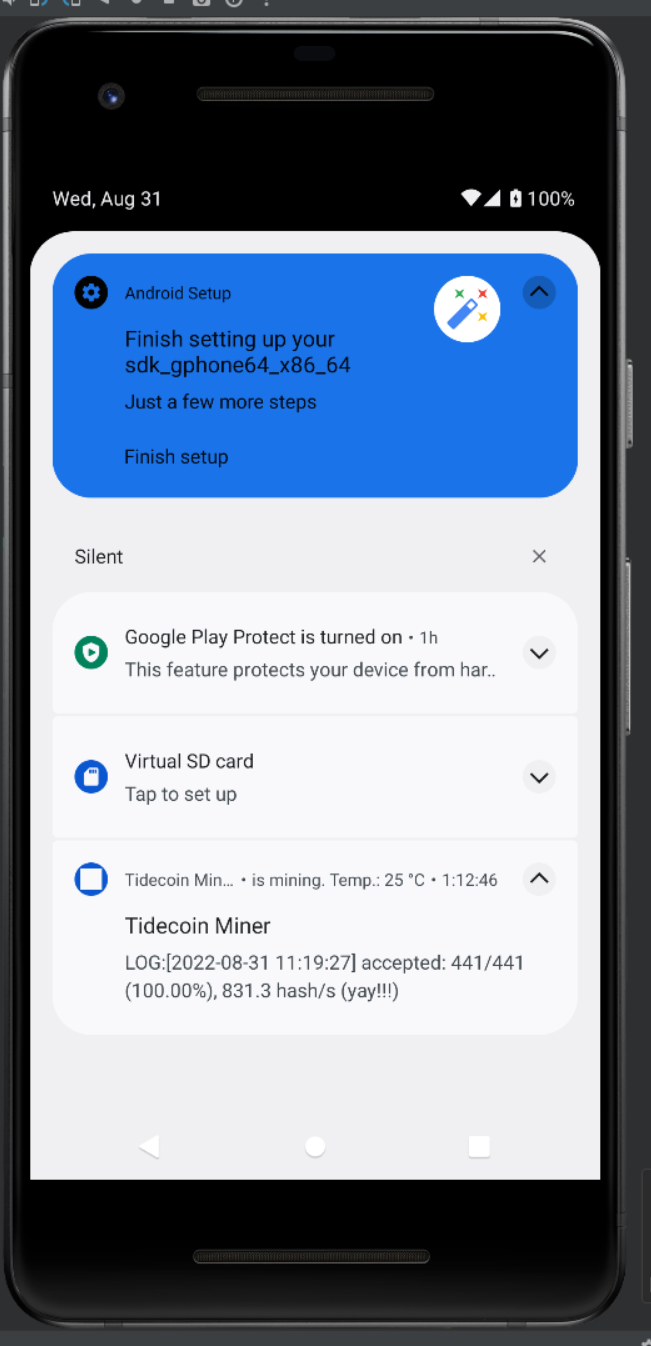 Wed, Aug 31
100%
Android Setup
Finish setting up your
sdk_gphone64_x86_64
Just a few more steps
Finish setup
Silent
Google Play Protect is turned on • 1h
This feature protects your device from har..
Virtual SD card
Tap to set up
Tidecoin Min... • is mining. Temp.: 25 °C • 1:12:46
Tidecoin Miner
LOG:[2022-08-31 11:19:27] accepted: 441/441
(100.00%), 831.3 hash/s (yay!!!)